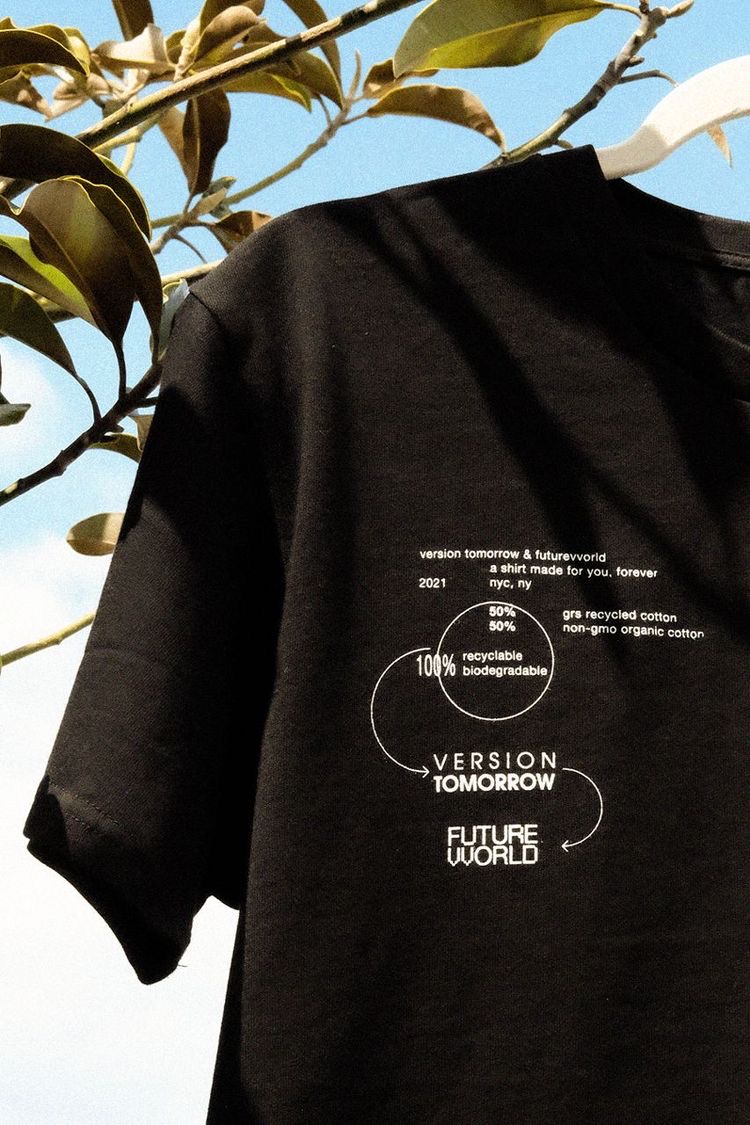 version tomorrow & futurevvorld
a shirt made for you, forever
2021 nyc, ny
50% grs recycled cotton
50% non-gmo organic cotton
100% recyclable
biodegradable
VERSION
TOMORROW
FUTURE
VVORLD